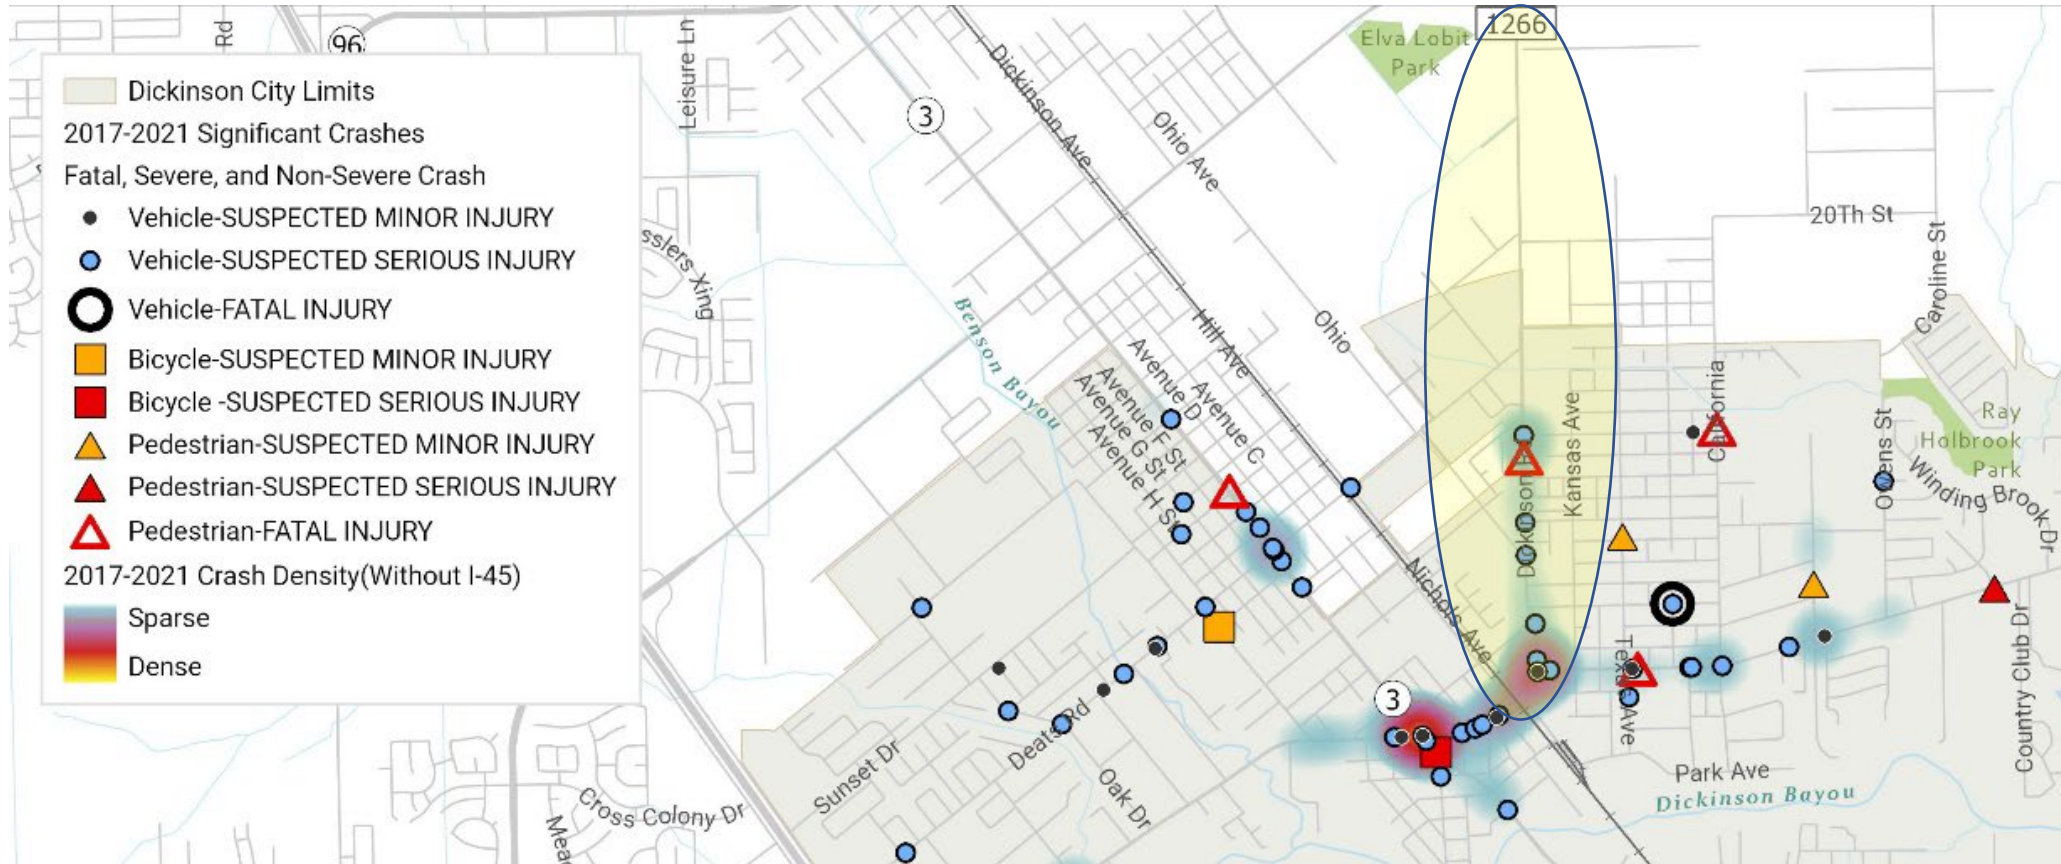 Rd
96
Leisure Ln
Dickinson City Limits
2017-2021 Significant Crashes
Fatal, Severe, and Non-Severe Crash
Vehicle-SUSPECTED MINOR INJURY
Vehicle-SUSPECTED SERIOUS INJURY
Vehicle-FATAL INJURY
Bicycle-SUSPECTED MINOR INJURY
Bicycle -SUSPECTED SERIOUS INJURY
Pedestrian-SUSPECTED MINOR INJURY
Pedestrian-SUSPECTED SERIOUS INJURY
Pedestrian-FATAL INJURY
2017-2021 Crash Density(Without I-45)
Sparse
Dense
sslers Xing
3
Dickinson Ave
Ohio Ave
Elva Lobit
Park
1266
20Th St
Caroline St
Benson Bayou
Hill Ave
Ohio
Avenue D
Avenue C
Avenue F St
Avenue G St
Avenue H St
Kansas Ave
California
Owens St
Ray
Holbrook
Park
Winding Brook Dr
Nichols Ave
Texas Ave
Country Club Dr
3
Deats Rd
Sunset Dr
Oak Dr
Cross Colony Dr
Mea
Park Ave
Dickinson Bayou